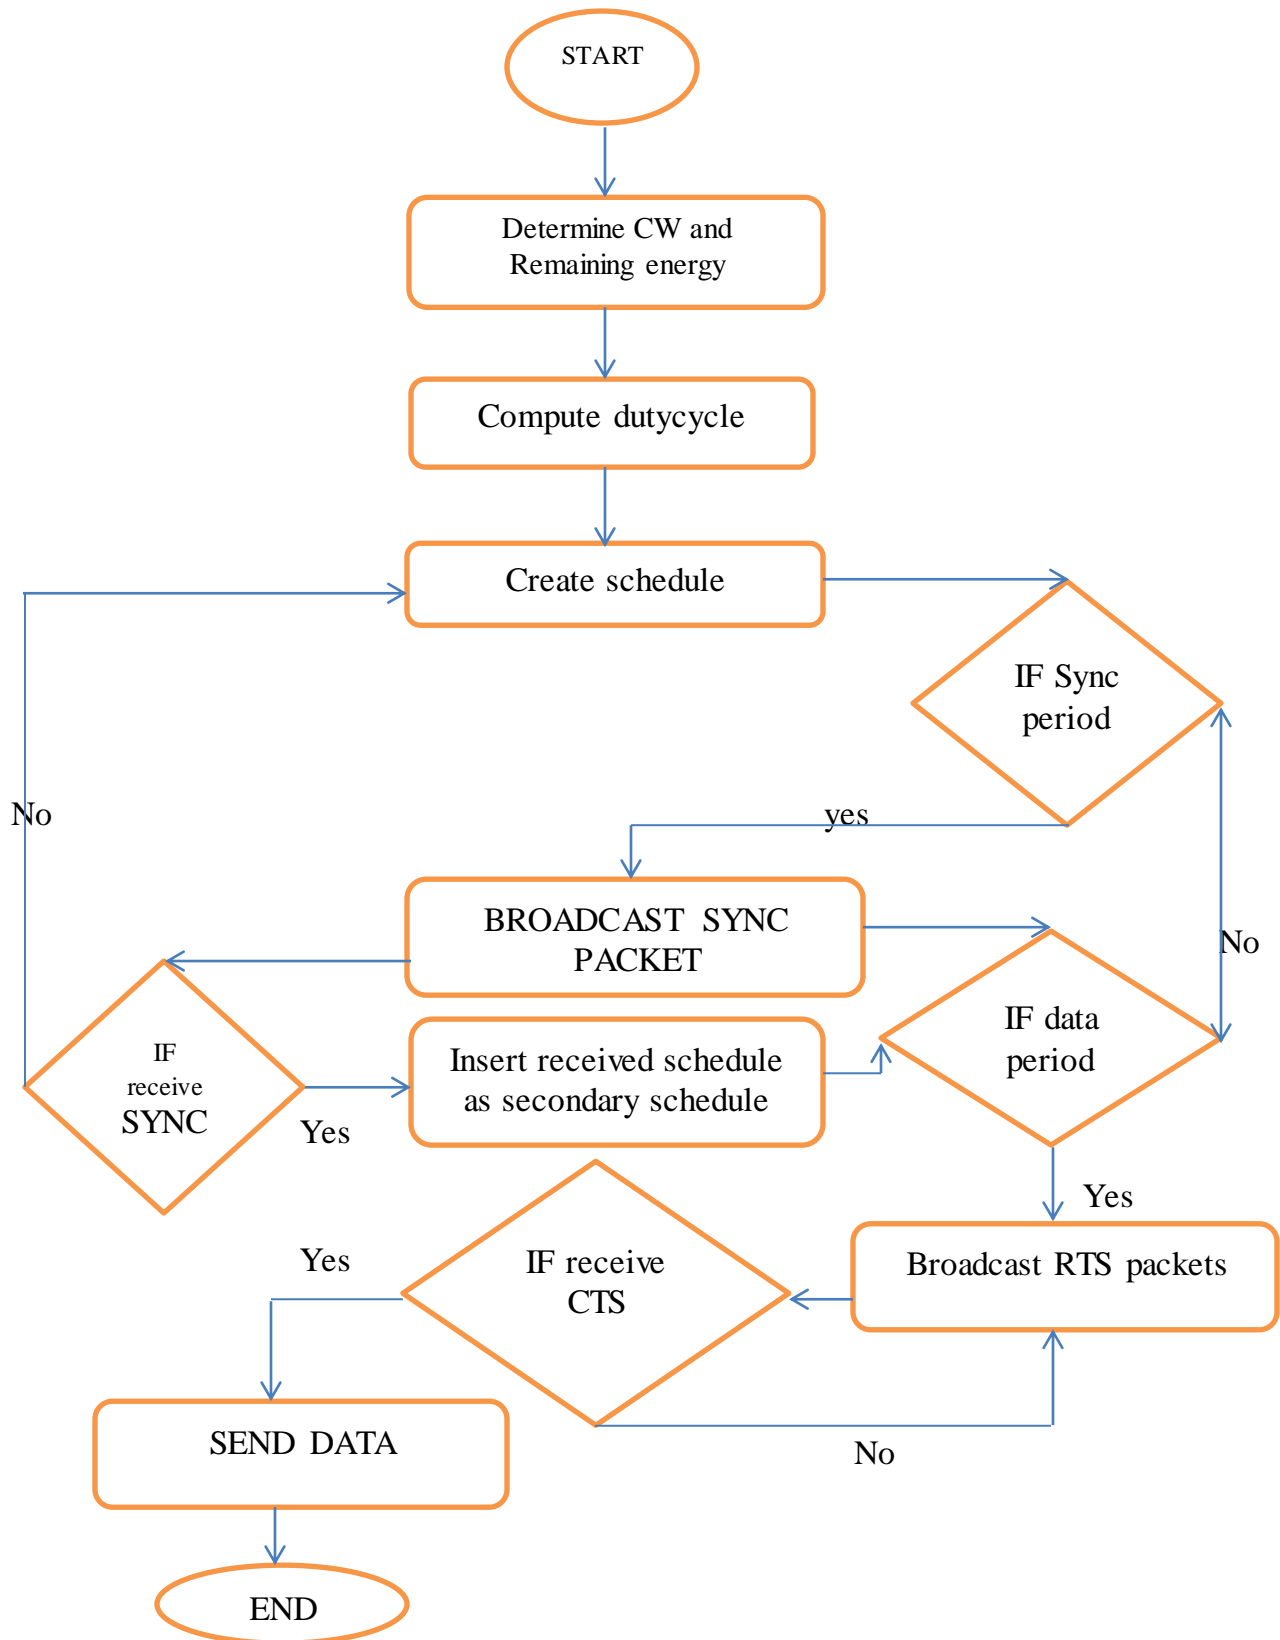 START
Determine CW and
Remaining energy
Compute dutycycle
Create schedule
IF Sync
period
No
yes
BROADCAST SYNC
PACKET
No
IF data
period
IF
receive
SYNC
Insert received schedule
as secondary schedule
Yes
Yes
Yes
IF receive
CTS
Broadcast RTS packets
SEND DATA
No
END